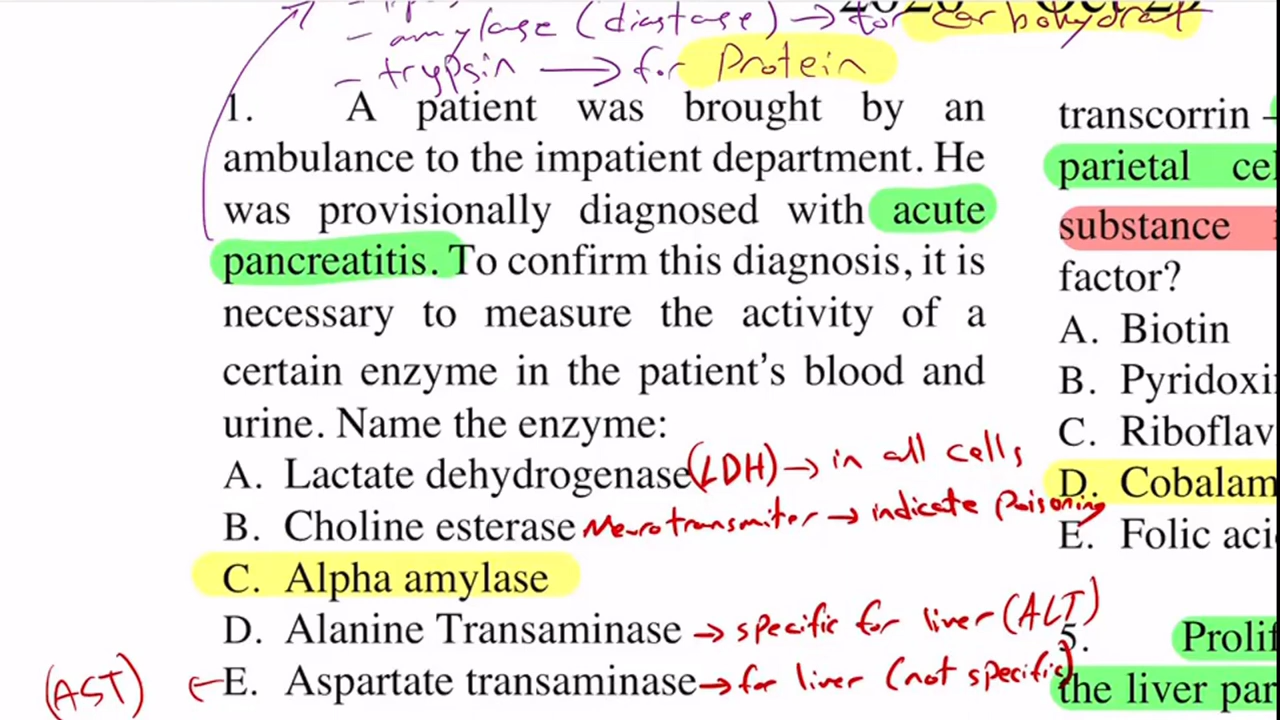 - amylase (diastase) → for carbohydrat
- trypsin → for Protein
1. A patient was brought by an
ambulance to the impatient department. He
was provisionally diagnosed with acute
pancreatitis. To confirm this diagnosis, it is
necessary to measure the activity of a
certain enzyme in the patient's blood and
urine. Name the enzyme:
A. Lactate dehydrogenase (LDH) → in all cells
B. Choline esterase Neurotransmiter → indicate Poisoning
C. Alpha amylase
D. Alanine Transaminase → specific for liver (ALT)
(AST) ← E. Aspartate transaminase → for liver (not specific)
transcorrin –
parietal cel
substance i
factor?
A. Biotin
B. Pyridoxi
C. Riboflav
D. Cobalam
E. Folic aci
5. Prolif
the liver par